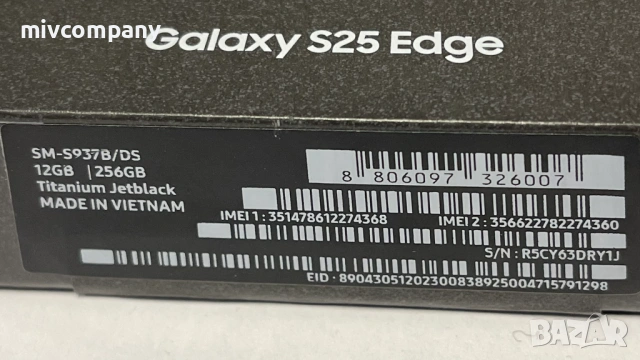 mivcompany
Galaxy S25 Edge
SM-S937B/DS
12GB | 256GB
Titanium Jetblack
MADE IN VIETNAM
8 806097 326007
IMEI 1 : 351478612274368
IMEI 2 : 356622782274360
S/N : R5CY63DRY1J
EID : 89043051202300838925004715791298
bazar